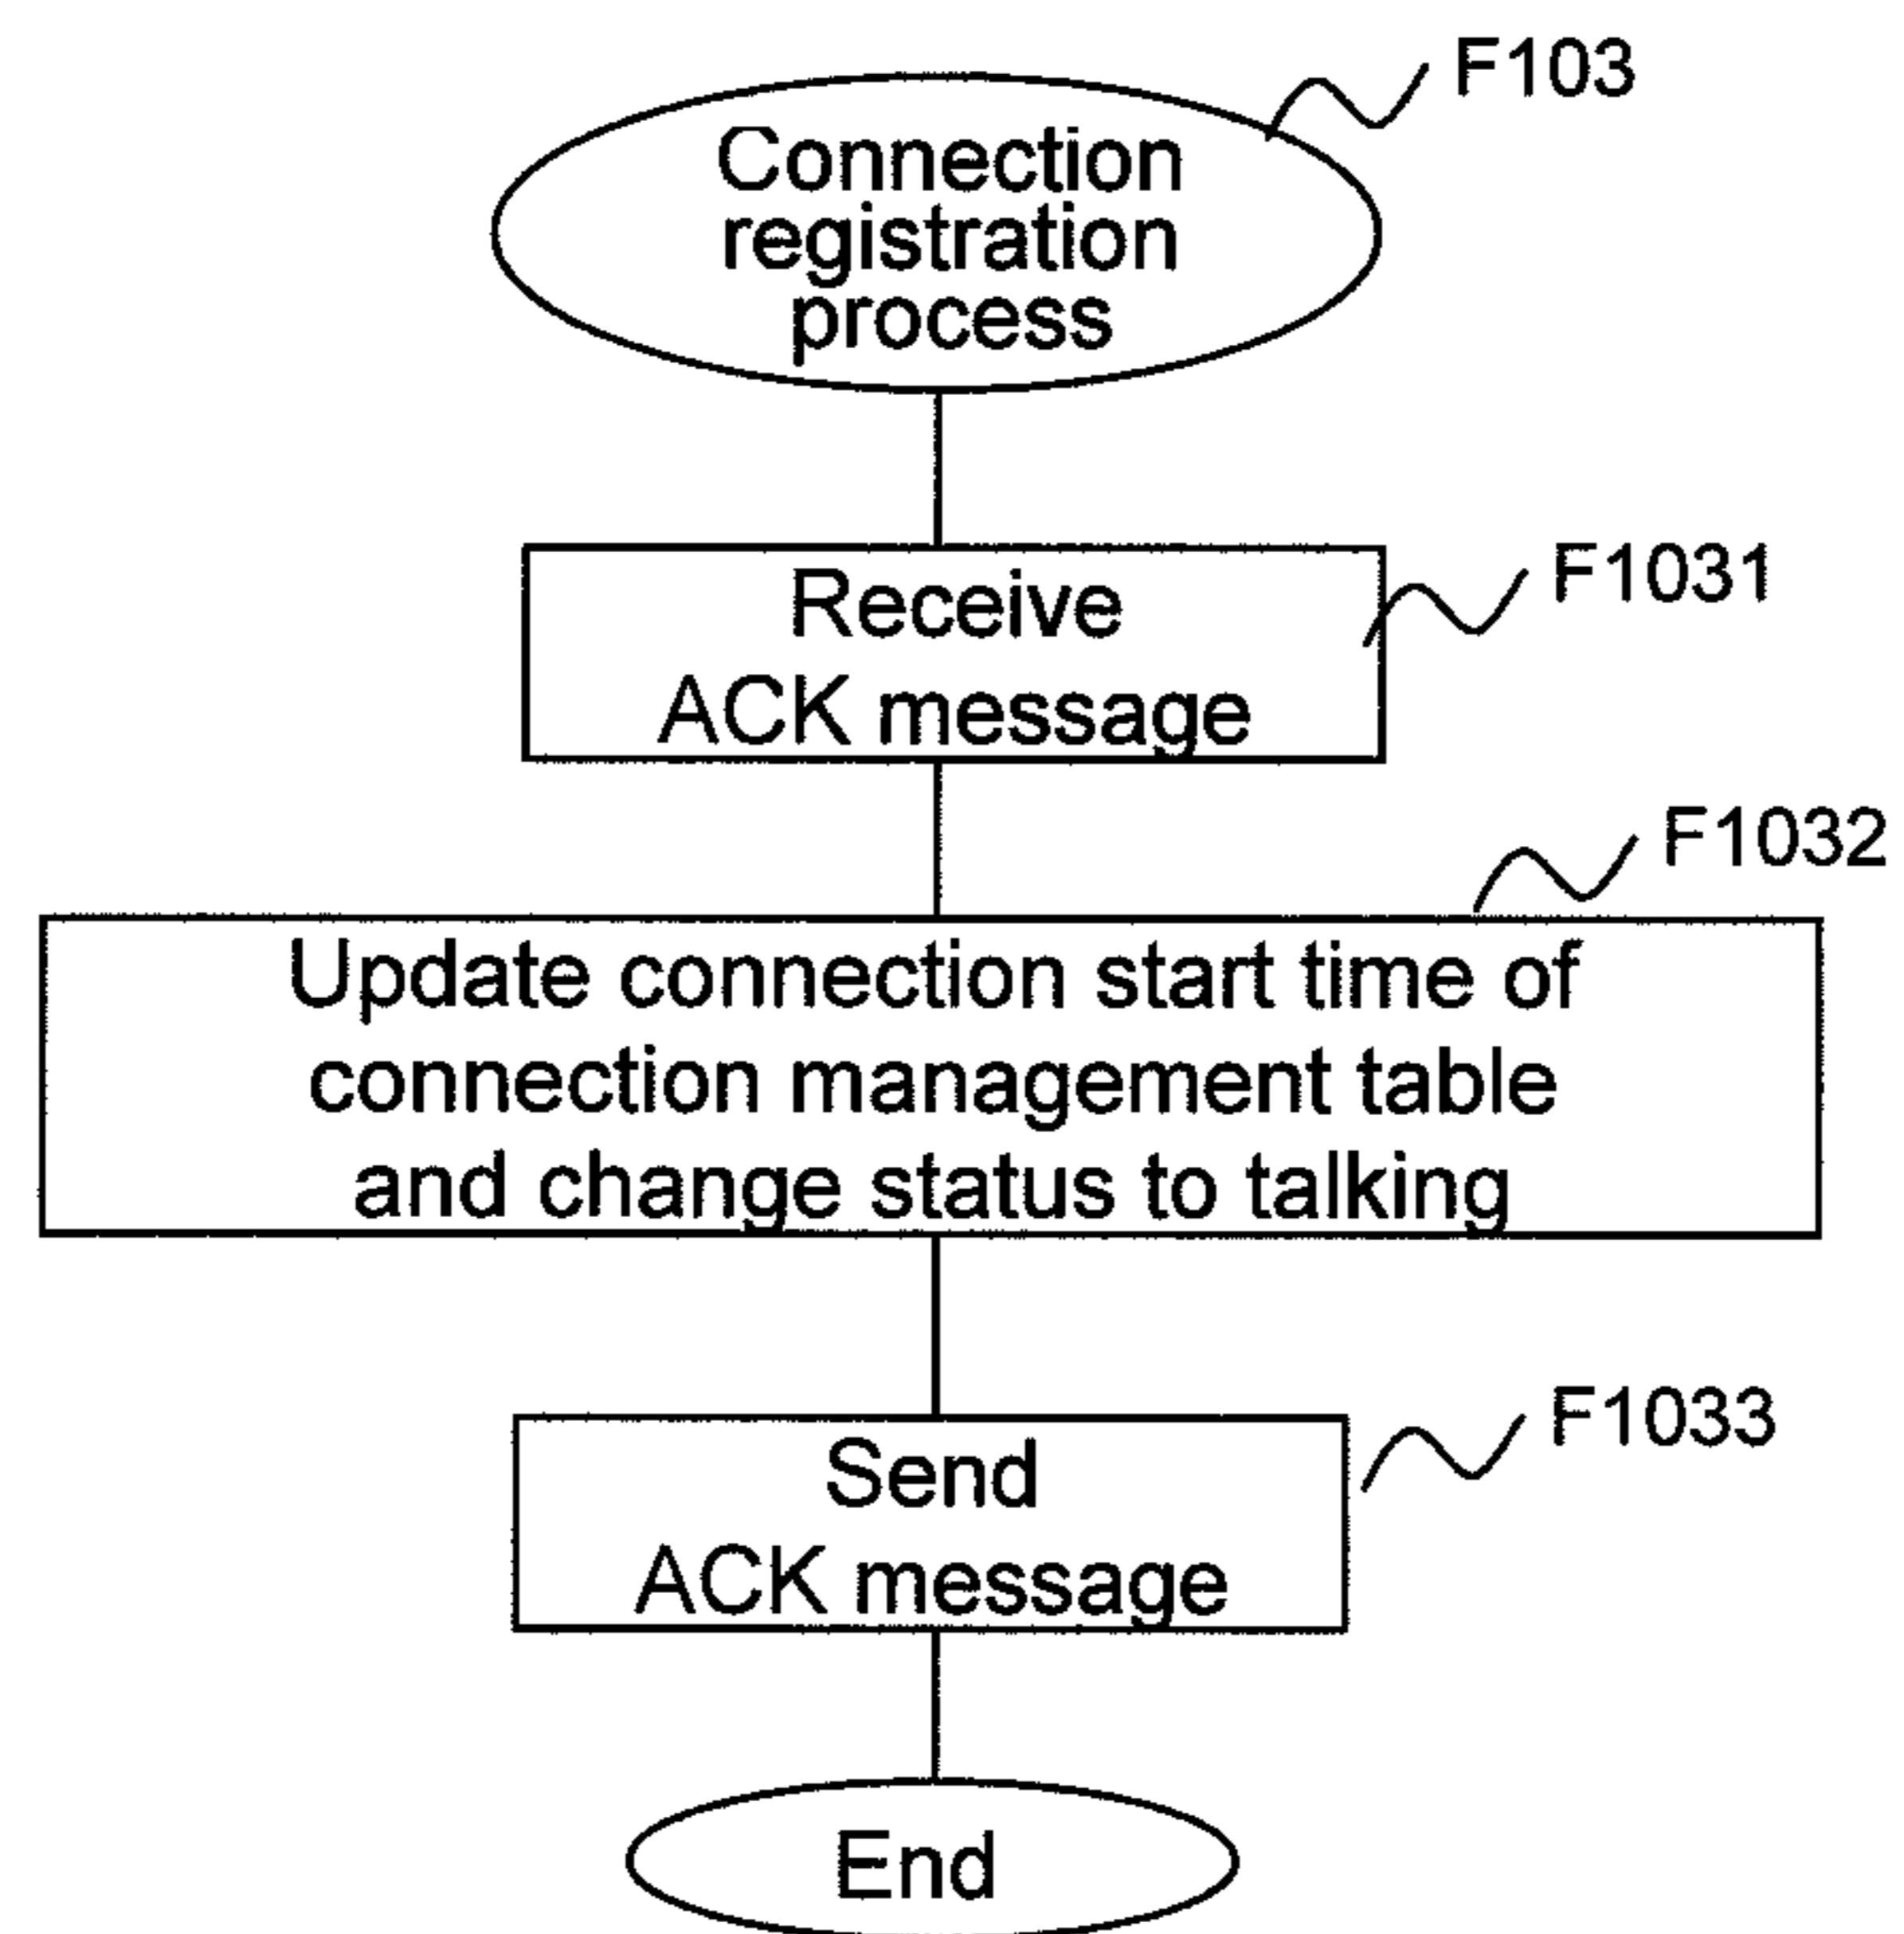 F103
Connection
registration
process
F1031
Receive
ACK message
F1032
Update connection start time of
connection management table
and change status to talking
F1033
Send
ACK message
End